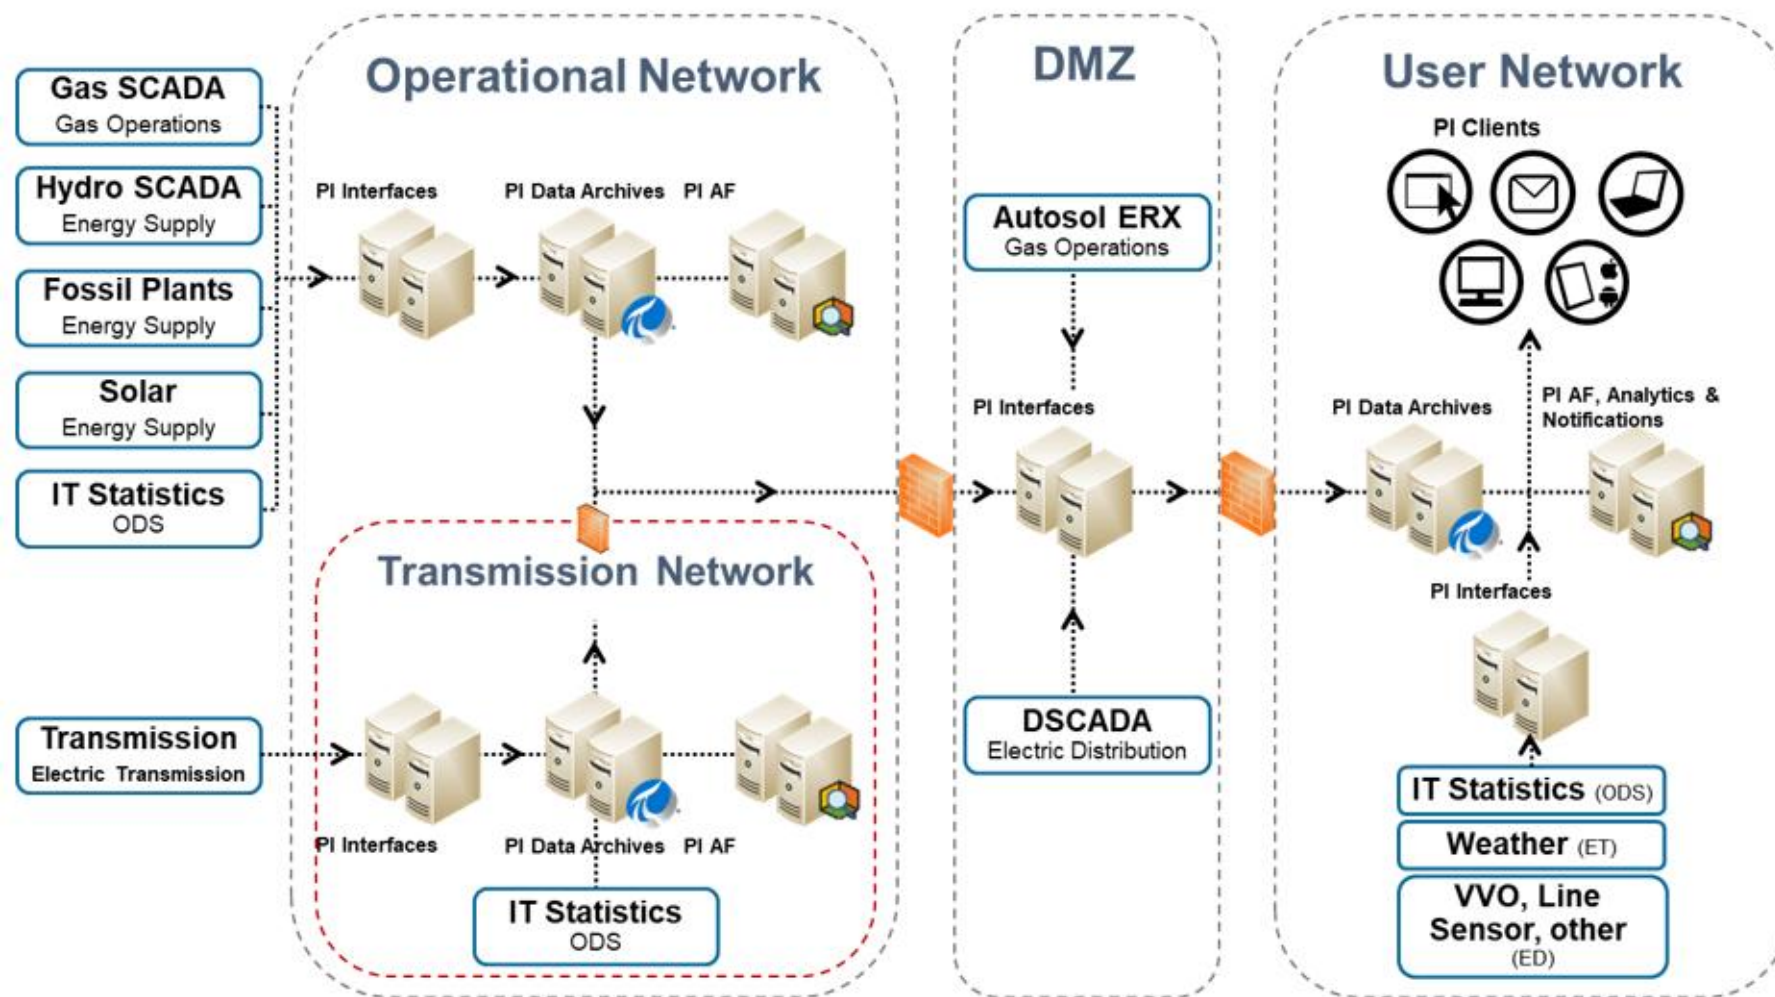 Operational Network
DMZ
User Network
Gas SCADA
Gas Operations
Hydro SCADA
Energy Supply
Fossil Plants
Energy Supply
Solar
Energy Supply
IT Statistics
ODS
PI Interfaces
PI Data Archives
PI AF
Transmission Network
Transmission
Electric Transmission
PI Interfaces
PI Data Archives
PI AF
IT Statistics
ODS
Autosol ERX
Gas Operations
PI Interfaces
DSCADA
Electric Distribution
PI Clients
PI Data Archives
PI AF, Analytics &
Notifications
PI Interfaces
IT Statistics (ODS)
Weather (ET)
VVO, Line
Sensor, other
(ED)